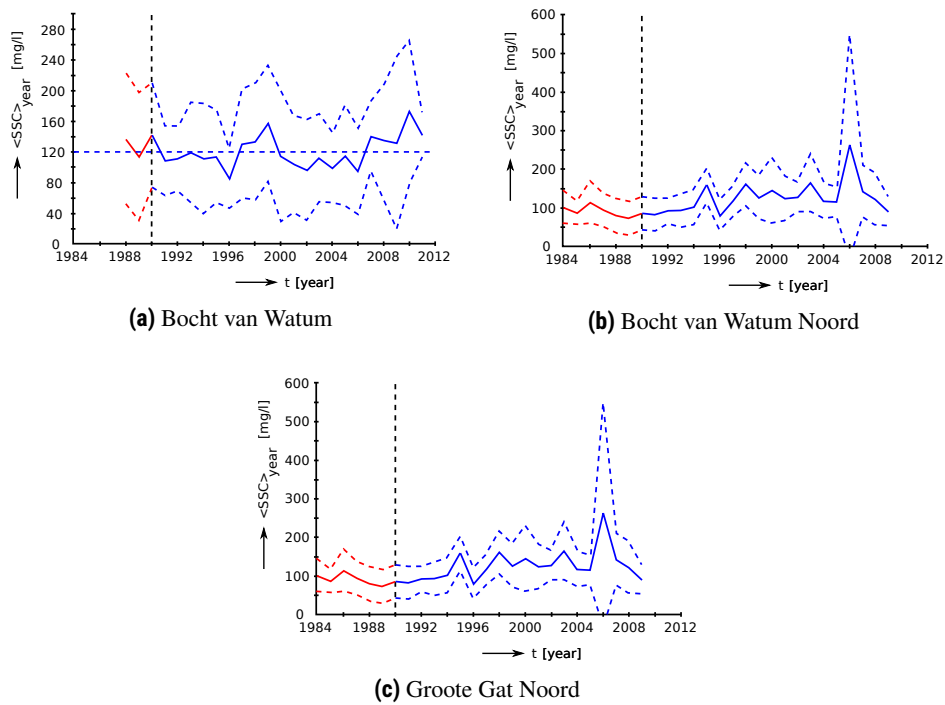 280
240
200
160
120
80
40
0
<SSC>year [mg/l]
1984 1988 1992 1996 2000 2004 2008 2012
t [year]
(a) Bocht van Watum
600
500
400
300
200
100
0
<SSC>year [mg/l]
1984 1988 1992 1996 2000 2004 2008 2012
t [year]
(b) Bocht van Watum Noord
600
500
400
300
200
100
0
<SSC>year [mg/l]
1984 1988 1992 1996 2000 2004 2008 2012
t [year]
(c) Groote Gat Noord